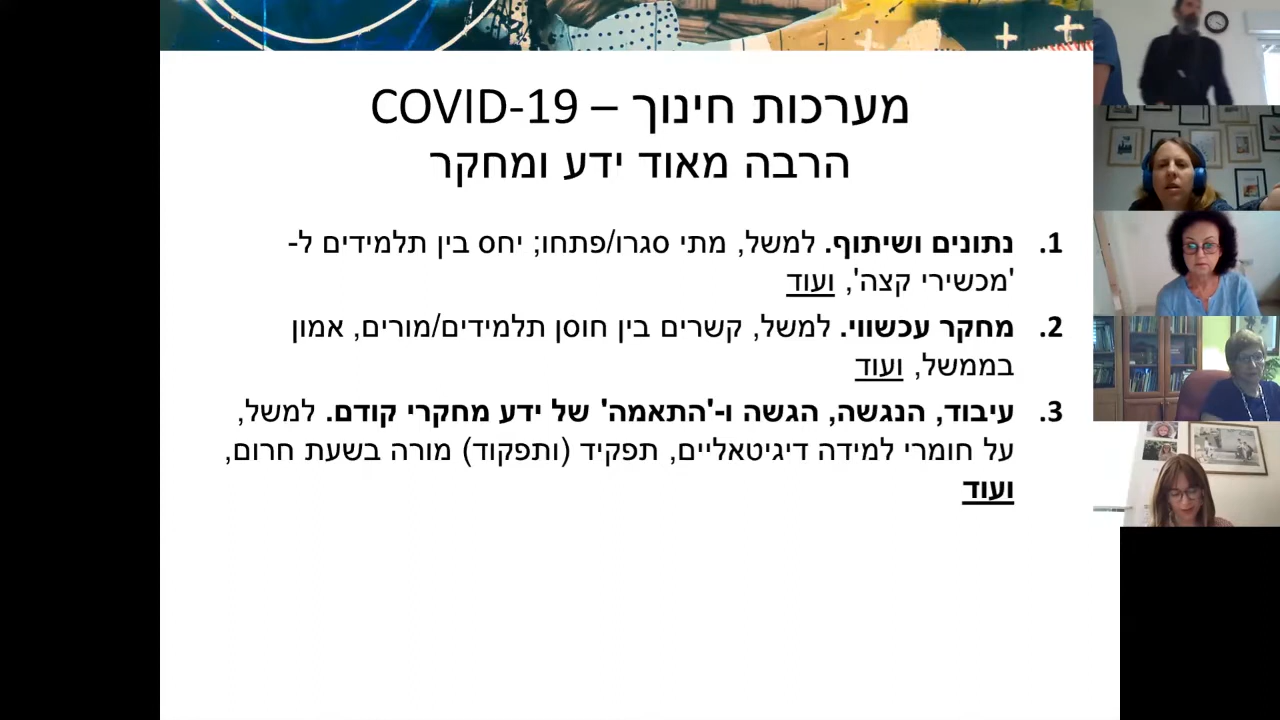 מערכות חינוך – COVID-19
הרבה מאוד ידע ומחקר
1. נתונים ושיתוף. למשל, מתי סגרו/פתחו; יחס בין תלמידים ל-
'מכשירי קצה', ועוד
2. מחקר עכשווי. למשל, קשרים בין חוסן תלמידים/מורים, אמון
בממשל, ועוד
3. עיבוד, הנגשה, הגשה ו-'התאמה' של ידע מחקרי קודם. למשל,
על חומרי למידה דיגיטאליים, תפקיד (ותפקוד) מורה בשעת חרום,
ועוד